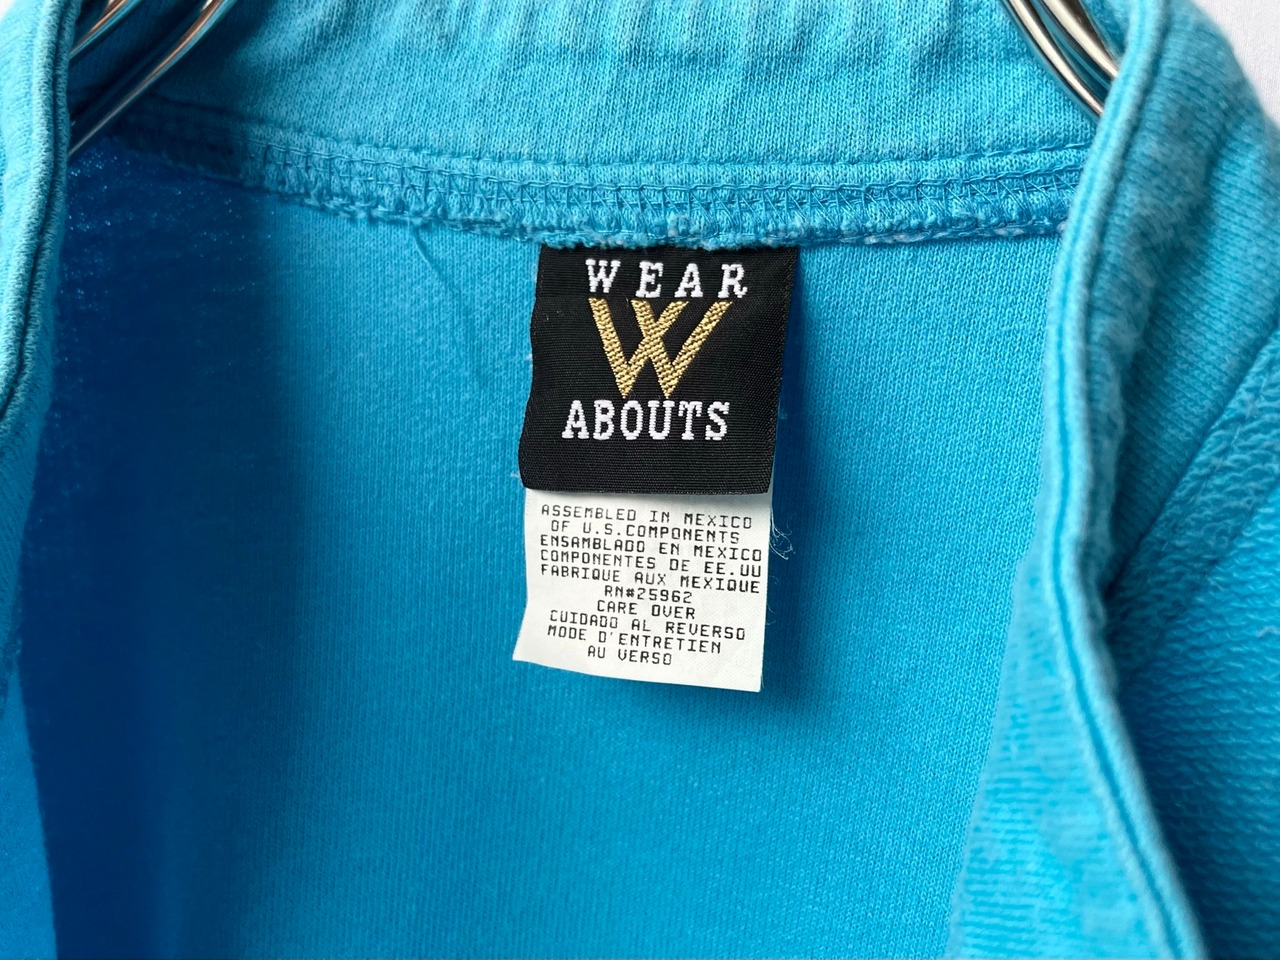 WEAR
W
ABOUTS
ASSEMBLED IN MEXICO
OF U.S.COMPONENTS
ENSAMBLADO EN MEXICO
COMPONENTES DE EE.UU
FABRIQUE AUX MEXIQUE
RN#25962
CARE OVER
CUIDADO AL REVERSO
MODE D'ENTRETIEN
AU VERSO